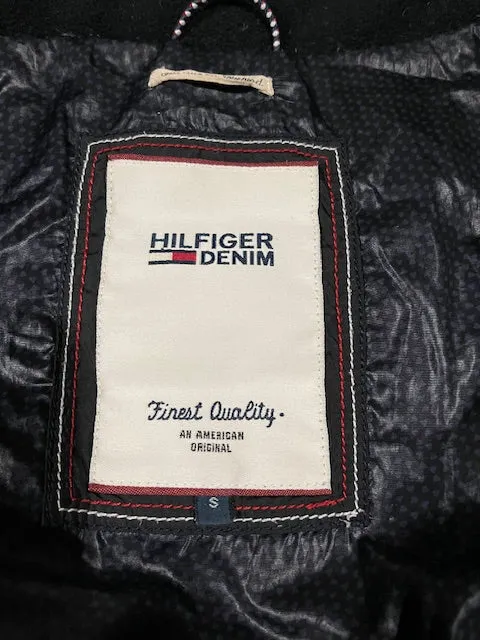 HILFIGER
DENIM
Finest Quality.
AN AMERICAN
ORIGINAL
S